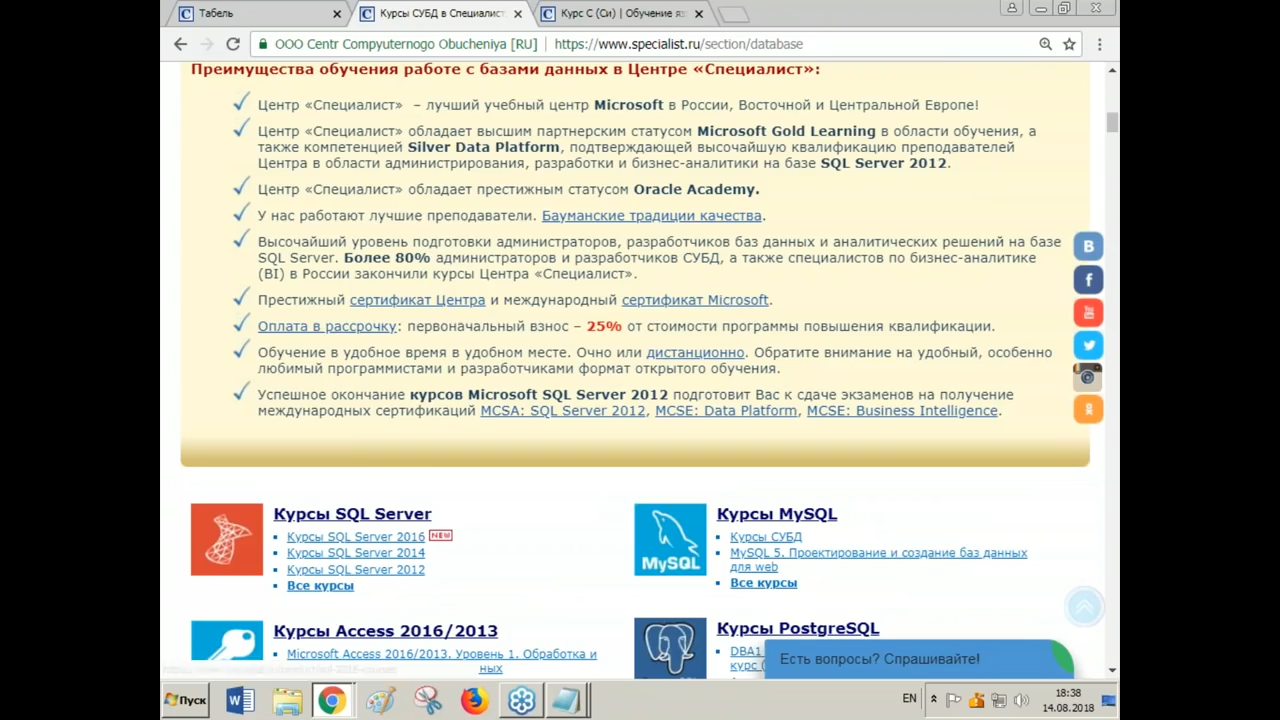 Табель
Курсы СУБД в Специалист
Курс C (Си) | Обучение яз
ООО Centr Compyuternogo Obucheniya [RU] | https://www.specialist.ru/section/database
Преимущества обучения работе с базами данных в Центре «Специалист»:
Центр «Специалист» – лучший учебный центр Microsoft в России, Восточной и Центральной Европе!
Центр «Специалист» обладает высшим партнерским статусом Microsoft Gold Learning в области обучения, а
также компетенцией Silver Data Platform, подтверждающей высочайшую квалификацию преподавателей
Центра в области администрирования, разработки и бизнес-аналитики на базе SQL Server 2012.
Центр «Специалист» обладает престижным статусом Oracle Academy.
У нас работают лучшие преподаватели. Бауманские традиции качества.
Высочайший уровень подготовки администраторов, разработчиков баз данных и аналитических решений на базе
SQL Server. Более 80% администраторов и разработчиков СУБД, а также специалистов по бизнес-аналитике
(BI) в России закончили курсы Центра «Специалист».
Престижный сертификат Центра и международный сертификат Microsoft.
Оплата в рассрочку: первоначальный взнос – 25% от стоимости программы повышения квалификации.
Обучение в удобное время в удобном месте. Очно или дистанционно. Обратите внимание на удобный, особенно
любимый программистами и разработчиками формат открытого обучения.
Успешное окончание курсов Microsoft SQL Server 2012 подготовит Вас к сдаче экзаменов на получение
международных сертификаций MCSA: SQL Server 2012, MCSE: Data Platform, MCSE: Business Intelligence.
Курсы SQL Server
Курсы SQL Server 2016 NEW
Курсы SQL Server 2014
Курсы SQL Server 2012
Все курсы
MySQL
Курсы MySQL
Курсы СУБД
MySQL 5. Проектирование и создание баз данных
для web
Все курсы
Курсы Access 2016/2013
Microsoft Access 2016/2013. Уровень 1. Обработка и
ных
Курсы PostgreSQL
DBA1
курс (
Есть вопросы? Спрашивайте!
Пуск
EN
18:38
14.08.2018